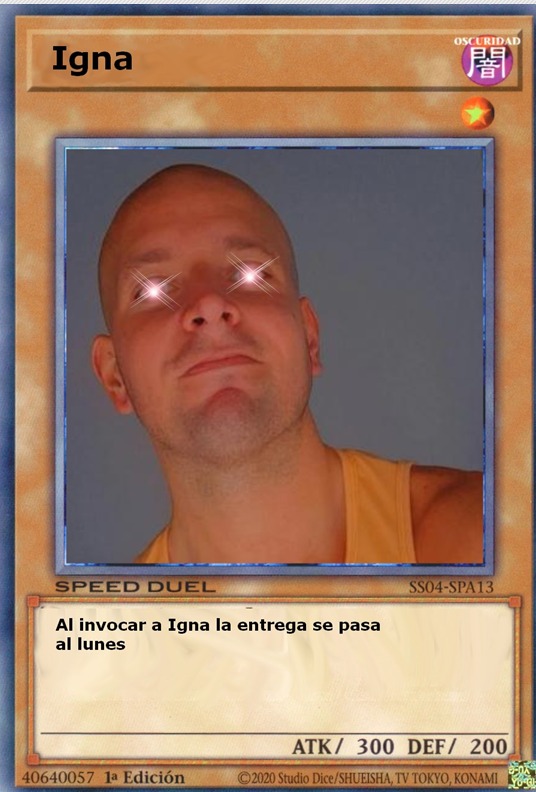 Igna
OSCURIDAD
闇
SPEED DUEL
SS04-SPA13
Al invocar a Igna la entrega se pasa
al lunes
ATK/ 300 DEF/ 200
40640057 1ª Edición
©2020 Studio Dice/SHUEISHA, TV TOKYO, KONAMI